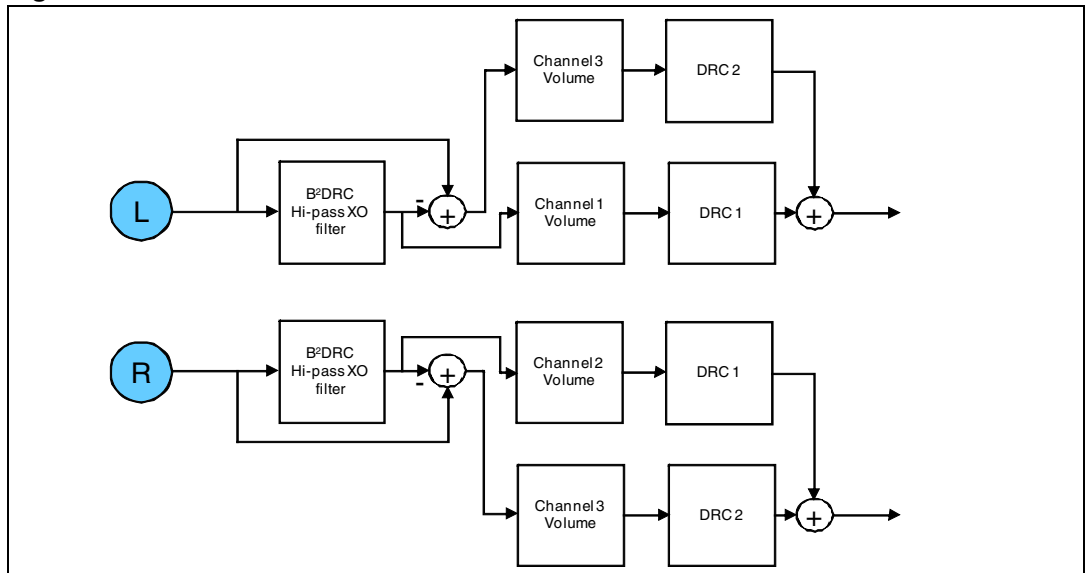 Channel 3
Volume
DRC 2
L
B²DRC
Hi-pass XO
filter
-
+
Channel 1
Volume
DRC 1
+
R
B²DRC
Hi-pass XO
filter
-
+
Channel 2
Volume
DRC 1
Channel 3
Volume
DRC 2
+